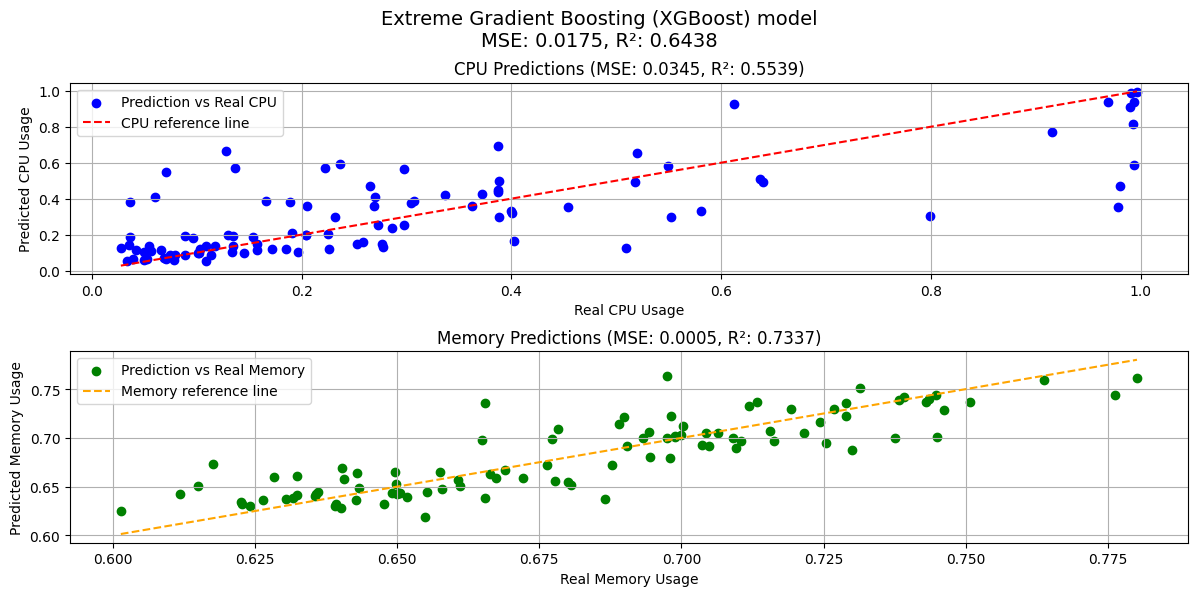 Extreme Gradient Boosting (XGBoost) model
MSE: 0.0175, R²: 0.6438
CPU Predictions (MSE: 0.0345, R²: 0.5539)
Predicted CPU Usage
1.0
0.8
0.6
0.4
0.2
0.0
Prediction vs Real CPU
CPU reference line
0.0 0.2 0.4 0.6 0.8 1.0
Real CPU Usage
Memory Predictions (MSE: 0.0005, R²: 0.7337)
Predicted Memory Usage
0.75
0.70
0.65
0.60
Prediction vs Real Memory
Memory reference line
0.600 0.625 0.650 0.675 0.700 0.725 0.750 0.775
Real Memory Usage